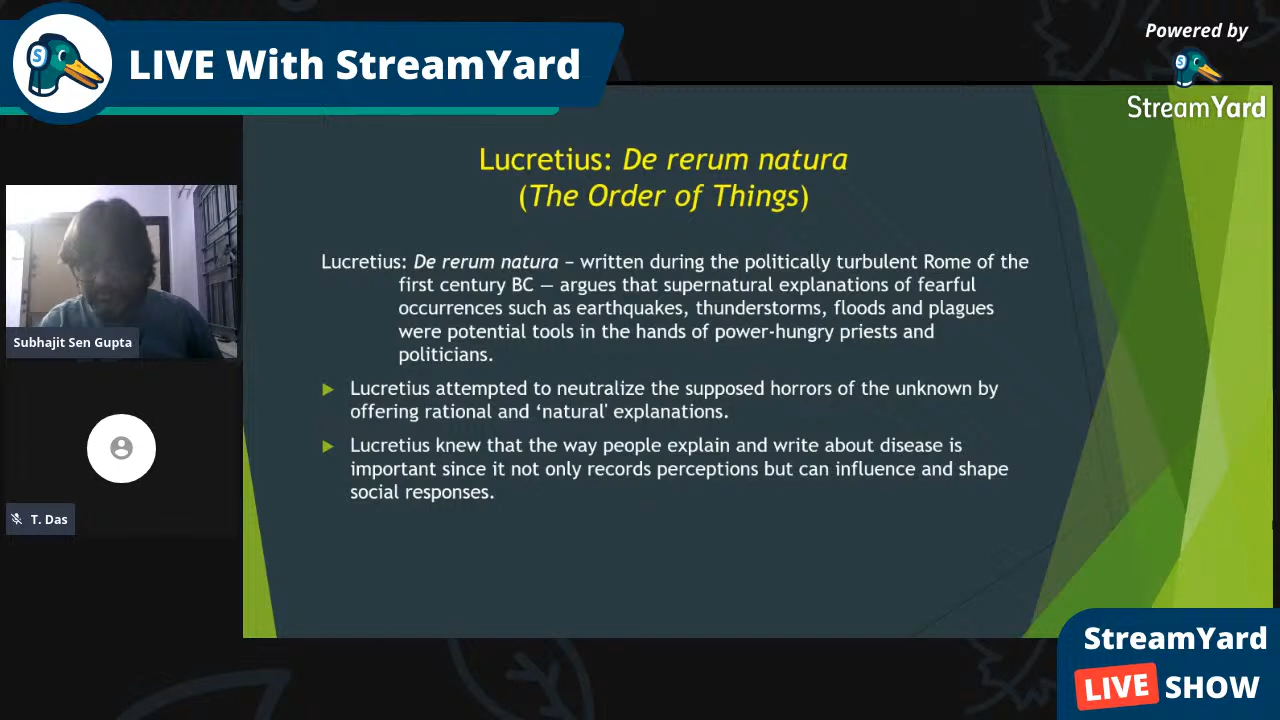 LIVE With StreamYard
Powered by
StreamYard
Lucretius: De rerum natura
(The Order of Things)
Lucretius: De rerum natura – written during the politically turbulent Rome of the
first century BC — argues that supernatural explanations of fearful
occurrences such as earthquakes, thunderstorms, floods and plagues
were potential tools in the hands of power-hungry priests and
politicians.
Lucretius attempted to neutralize the supposed horrors of the unknown by
offering rational and ‘natural' explanations.
Lucretius knew that the way people explain and write about disease is
important since it not only records perceptions but can influence and shape
social responses.
Subhajit Sen Gupta
T. Das
StreamYard
LIVE SHOW